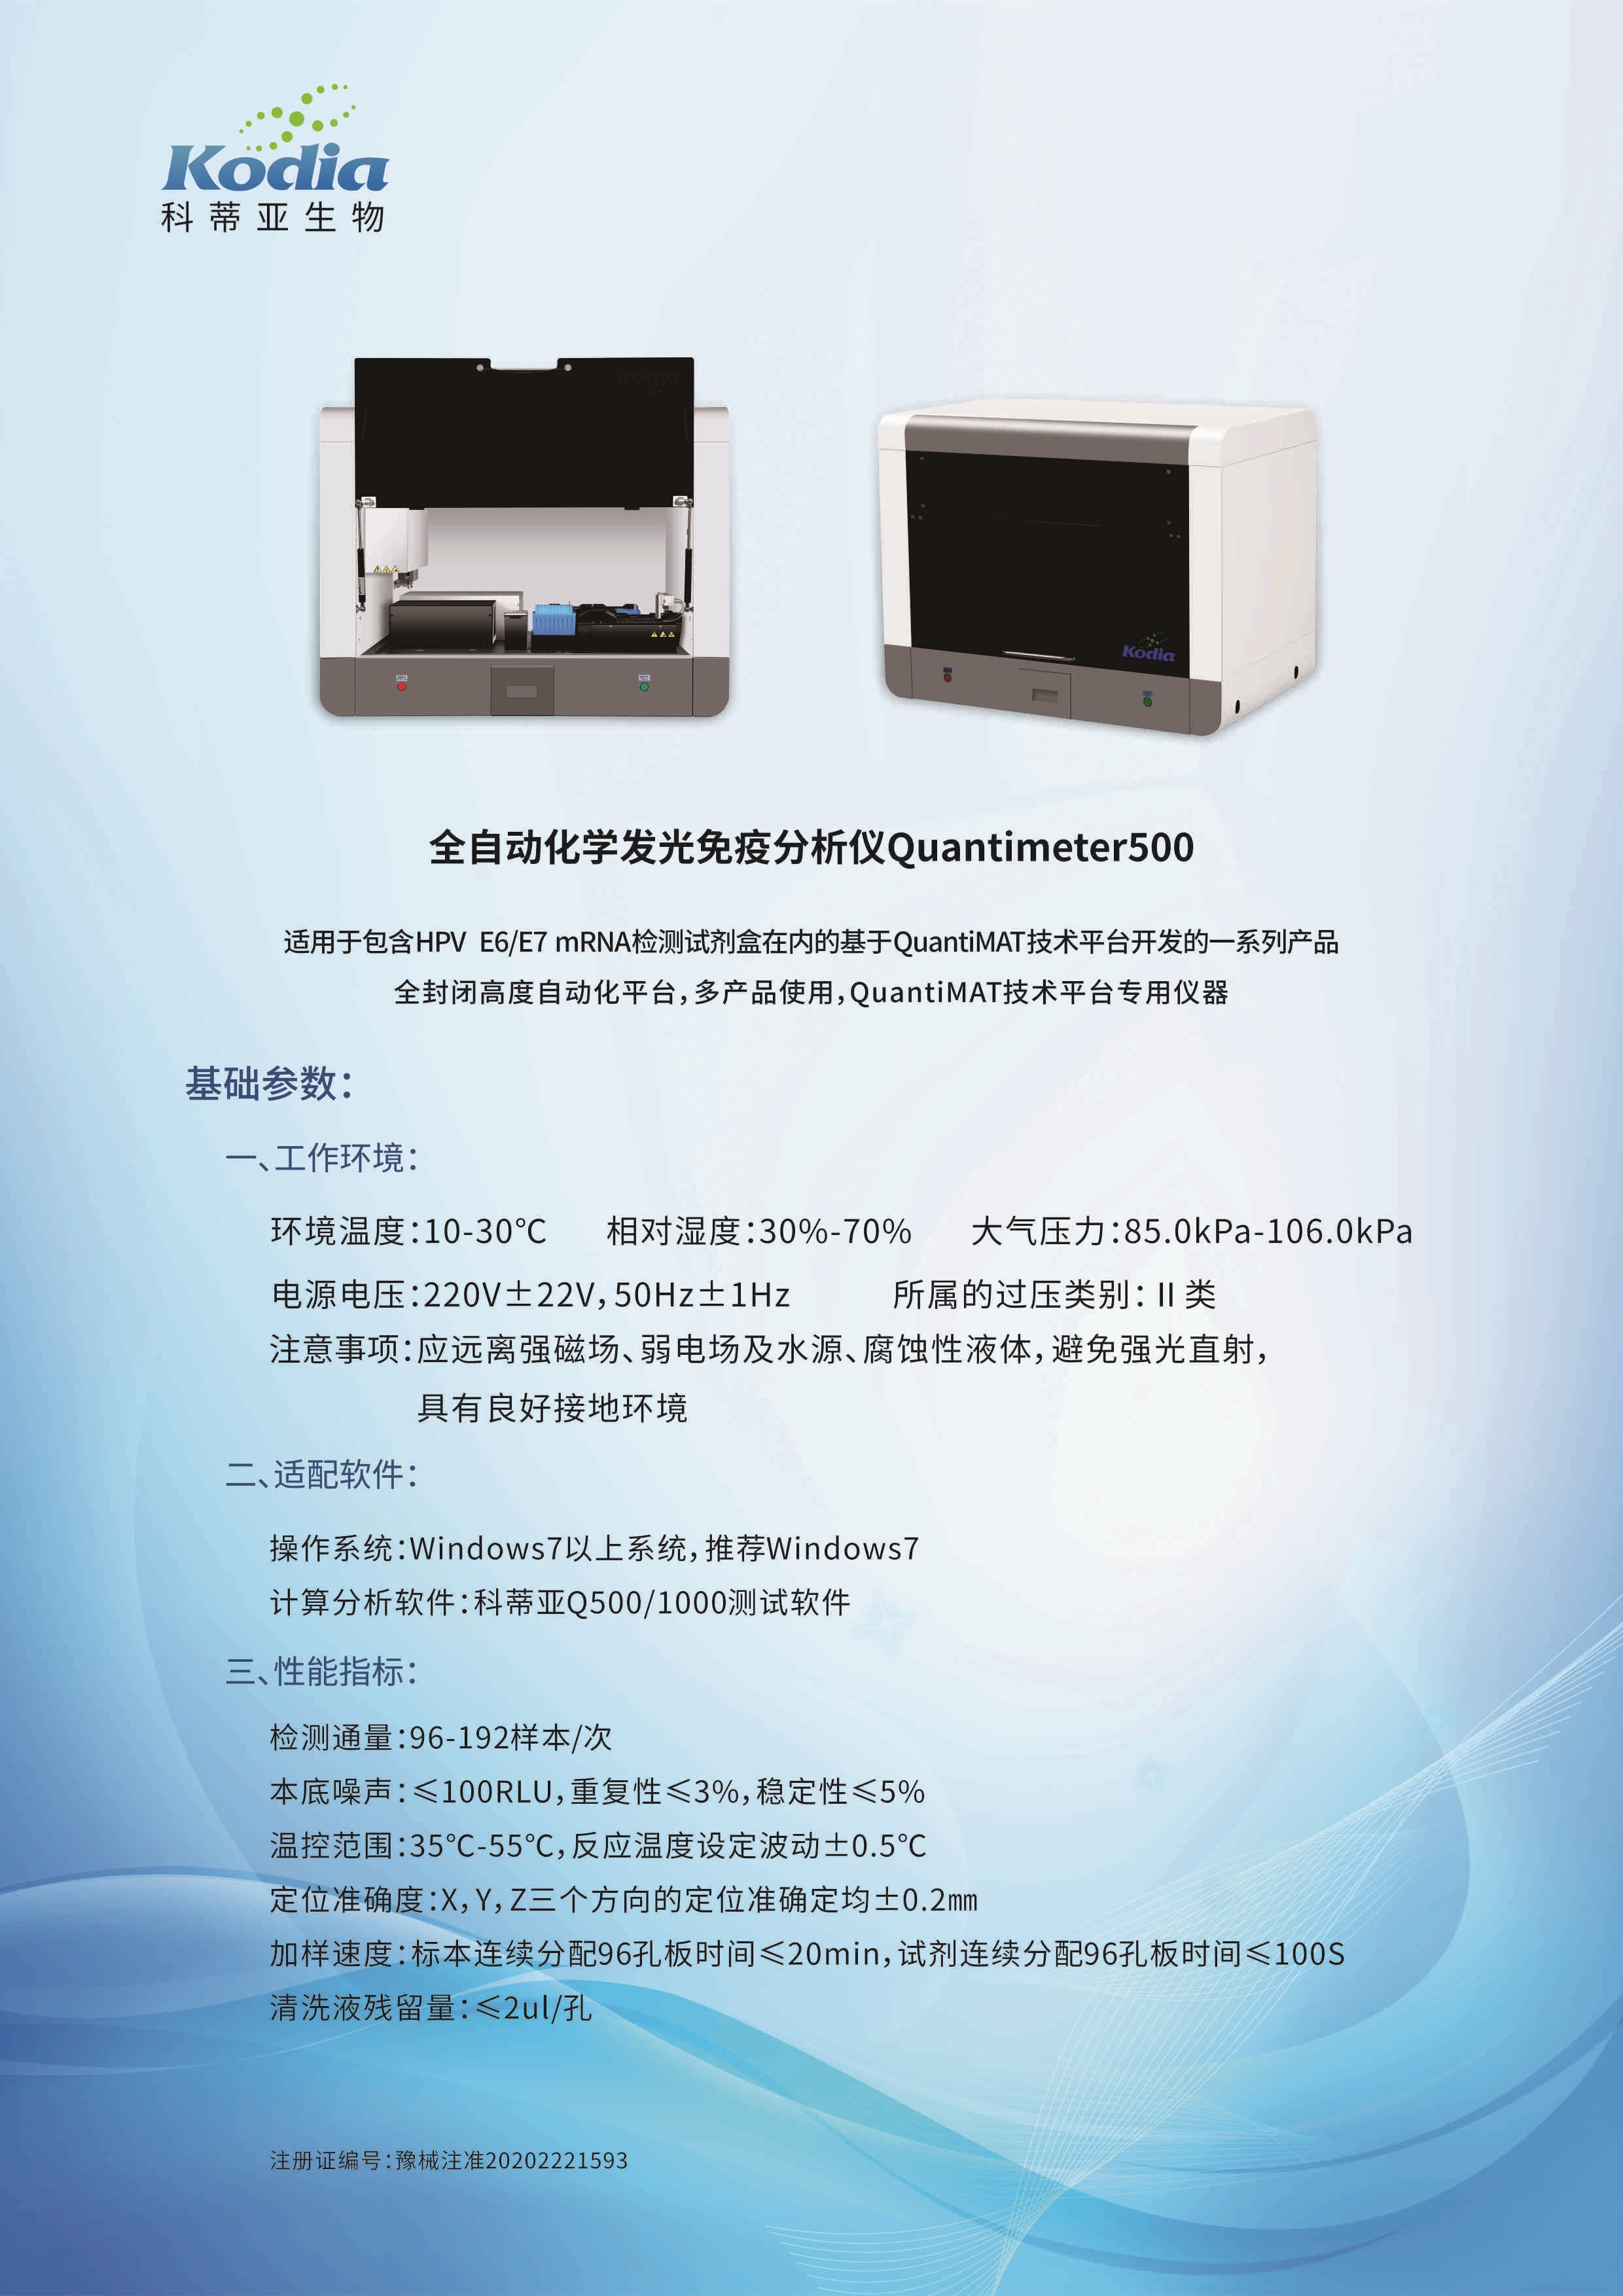 Kodia
科蒂亚生物
Kodia
全自动化学发光免疫分析仪Quantimeter500
适用于包含HPV E6/E7 mRNA检测试剂盒在内的基于QuantiMAT技术平台开发的一系列产品
全封闭高度自动化平台,多产品使用,QuantiMAT技术平台专用仪器
基础参数:
一、工作环境:
环境温度:10-30℃ 相对湿度:30%-70% 大气压力:85.0kPa-106.0kPa
电源电压:220V±22V,50Hz±1Hz 所属的过压类别:II类
注意事项:应远离强磁场、弱电场及水源、腐蚀性液体,避免强光直射,
具有良好接地环境
二、适配软件:
操作系统:Windows7以上系统,推荐Windows7
计算分析软件:科蒂亚Q500/1000测试软件
三、性能指标:
检测通量:96-192样本/次
本底噪声:≤100RLU,重复性≤3%,稳定性≤5%
温控范围:35℃-55℃,反应温度设定波动±0.5℃
定位准确度:X,Y,Z三个方向的定位准确定均±0.2㎜
加样速度:标本连续分配96孔板时间≤20min,试剂连续分配96孔板时间≤100S
清洗液残留量:≤2ul/孔
注册证编号:豫械注准20202221593